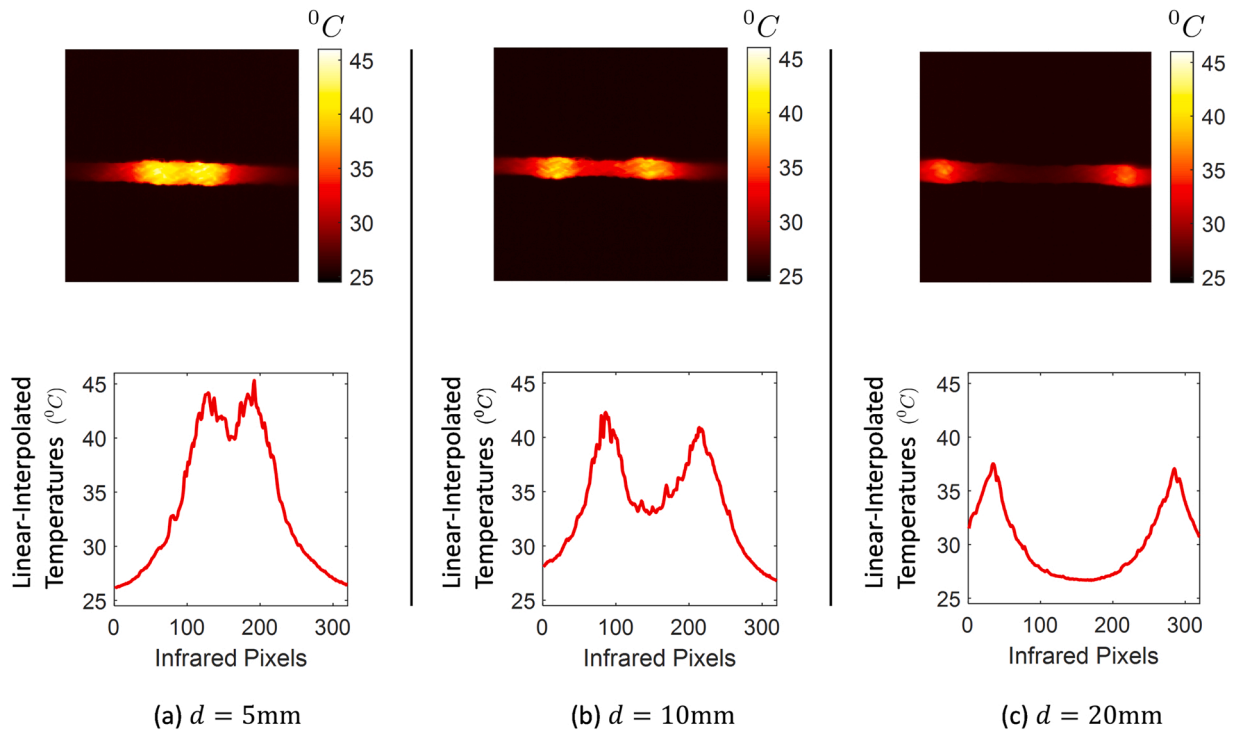 ⁰C
45
40
35
30
25
⁰C
45
40
35
30
25
⁰C
45
40
35
30
25
Linear-Interpolated
Temperatures (⁰C)
45
40
35
30
25
0 100 200 300
Infrared Pixels
Linear-Interpolated
Temperatures (⁰C)
45
40
35
30
25
0 100 200 300
Infrared Pixels
Linear-Interpolated
Temperatures (⁰C)
45
40
35
30
25
0 100 200 300
Infrared Pixels
(a) d = 5mm
(b) d = 10mm
(c) d = 20mm